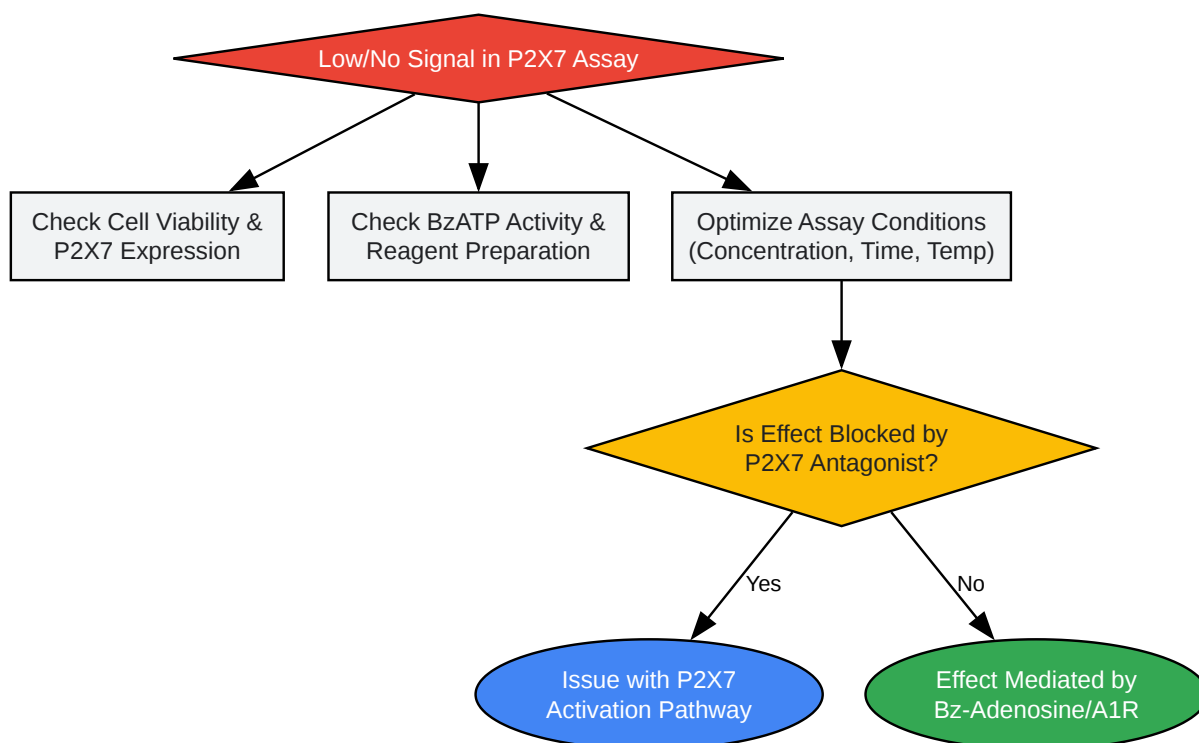 Low/No Signal in P2X7 Assay
Check Cell Viability &
P2X7 Expression
Check BzATP Activity &
Reagent Preparation
Optimize Assay Conditions
(Concentration, Time, Temp)
Is Effect Blocked by
P2X7 Antagonist?
Yes
No
Issue with P2X7
Activation Pathway
Effect Mediated by
Bz-Adenosine/A1R